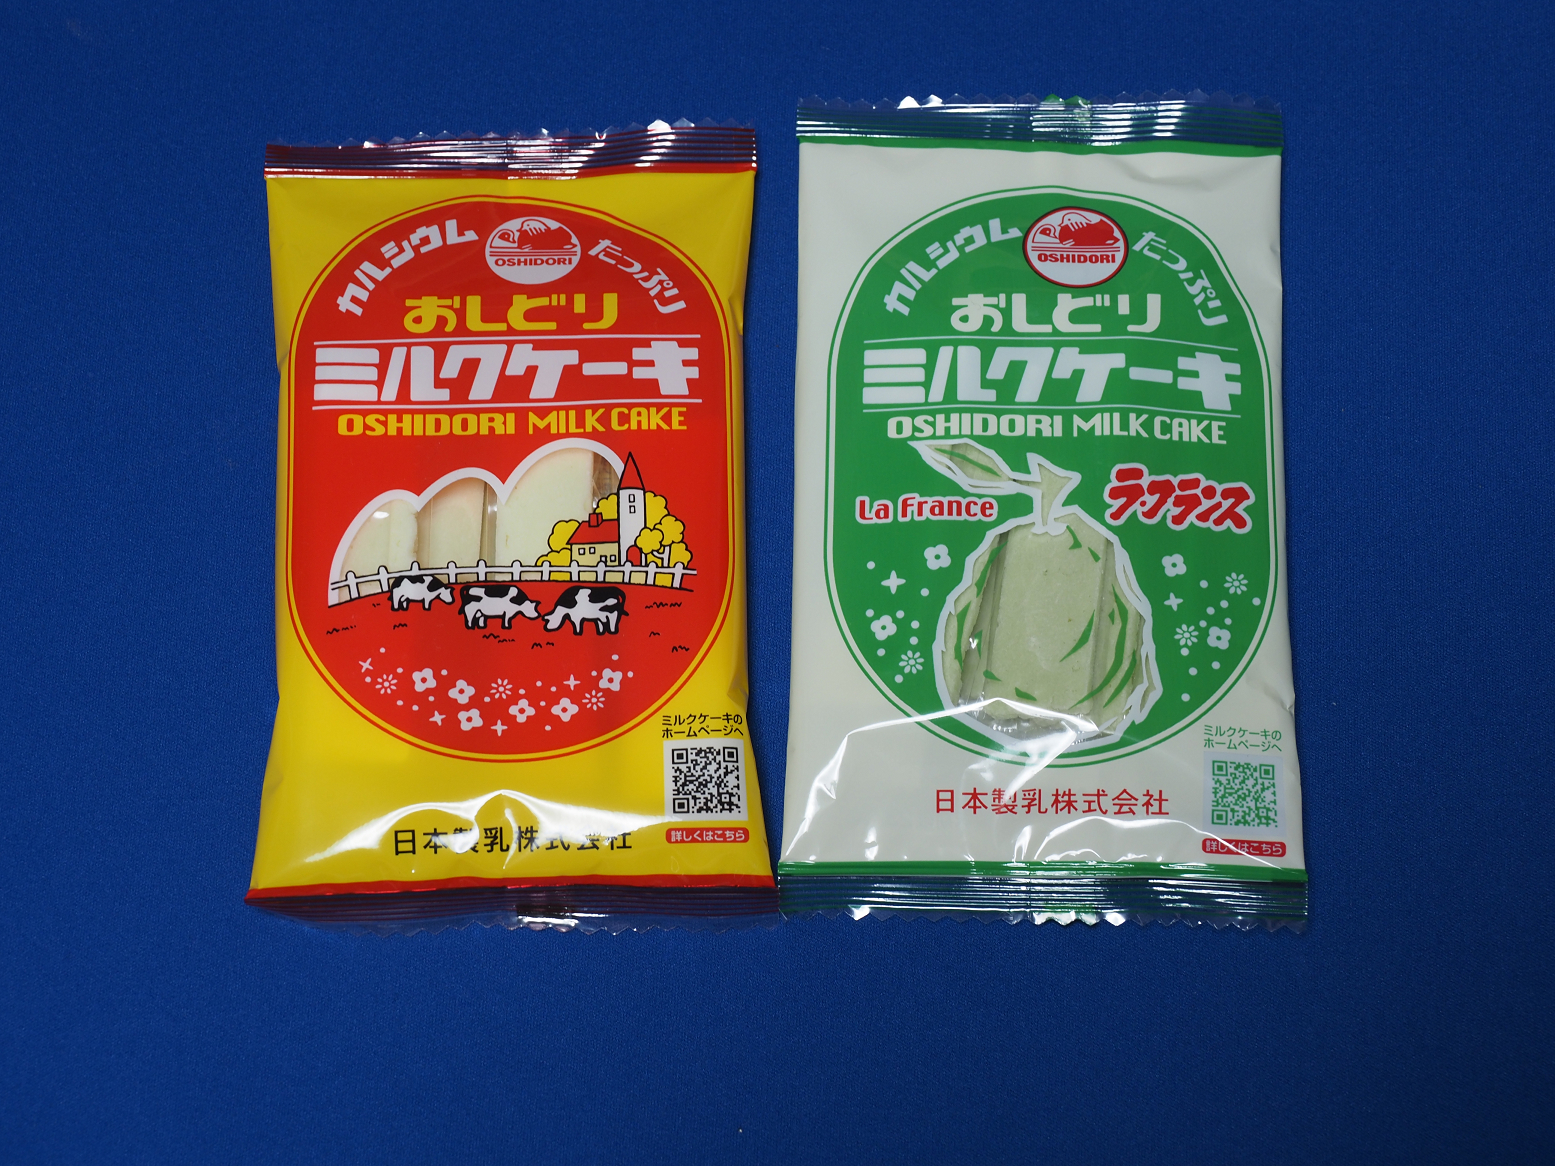 カルシウム
OSHIDORI
たっぷり
おしどり
ミルクケーキ
OSHIDORI MILK CAKE
ミルクケーキの
ホームページへ
詳しくはこちら
日本製乳株式会社
カルシウム
OSHIDORI
たっぷり
おしどり
ミルクケーキ
OSHIDORI MILK CAKE
La France
ラ・フランス
ミルクケーキの
ホームページへ
日本製乳株式会社
詳しくはこちら